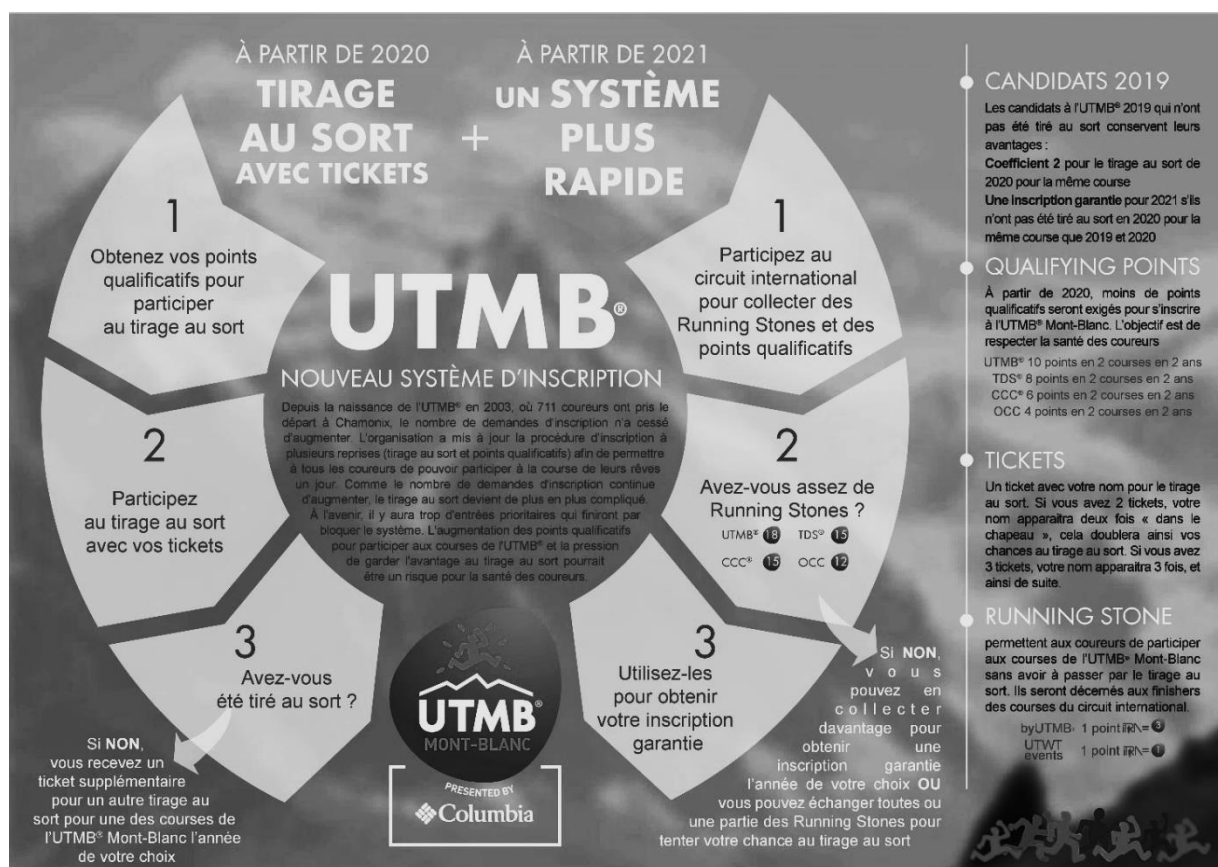 À PARTIR DE 2020
TIRAGE
AU SORT
AVEC TICKETS
+
À PARTIR DE 2021
UN SYSTÈME
PLUS
RAPIDE
1
Obtenez vos points
qualificatifs pour
participer
au tirage au sort
2
Participez
au tirage au sort
avec vos tickets
3
Avez-vous
été tiré au sort ?
Si NON,
vous recevez un
ticket supplémentaire
pour un autre tirage au
sort pour une des courses de
l'UTMB® Mont-Blanc l'année
de votre choix
UTMB®
NOUVEAU SYSTÈME D'INSCRIPTION
Depuis la naissance de l'UTMB® en 2003, où 711 coureurs ont pris le
départ à Chamonix, le nombre de demandes d'inscription n'a cessé
d'augmenter. L'organisation a mis à jour la procédure d'inscription à
plusieurs reprises (tirage au sort et points qualificatifs) afin de permettre
à tous les coureurs de pouvoir participer à la course de leurs rêves
un jour. Comme le nombre de demandes d'inscription continue
d'augmenter, le tirage au sort devient de plus en plus compliqué.
À l'avenir, il y aura trop d'entrées prioritaires qui finiront par
bloquer le système. L'augmentation des points qualificatifs
pour participer aux courses de l'UTMB® et la pression
de garder l'avantage au tirage au sort pourrait
être un risque pour la santé des coureurs.
UTMB®
MONT-BLANC
PRESENTED BY
Columbia
1
Participez au
circuit international
pour collecter des
Running Stones et des
points qualificatifs
2
Avez-vous assez de
Running Stones ?
UTMB® 18 TDS® 15
CCC® 15 OCC 12
3
Utilisez-les
pour obtenir
votre inscription
garantie
Si NON,
vous
pouvez en
collecter
davantage pour
obtenir une
inscription garantie
l'année de votre choix OU
vous pouvez échanger toutes ou
une partie des Running Stones pour
tenter votre chance au tirage au sort
CANDIDATS 2019
Les candidats à l'UTMB® 2019 qui n'ont
pas été tiré au sort conservent leurs
avantages :
Coefficient 2 pour le tirage au sort de
2020 pour la même course
Une inscription garantie pour 2021 s'ils
n'ont pas été tiré au sort en 2020 pour la
même course que 2019 et 2020
QUALIFYING POINTS
À partir de 2020, moins de points
qualificatifs seront exigés pour s'inscrire
à l'UTMB® Mont-Blanc. L'objectif est de
respecter la santé des coureurs
UTMB® 10 points en 2 courses en 2 ans
TDS® 8 points en 2 courses en 2 ans
CCC® 6 points en 2 courses en 2 ans
OCC 4 points en 2 courses en 2 ans
TICKETS
Un ticket avec votre nom pour le tirage
au sort. Si vous avez 2 tickets, votre
nom apparaitra deux fois « dans le
chapeau », cela doublera ainsi vos
chances au tirage au sort. Si vous avez
3 tickets, votre nom apparaitra 3 fois, et
ainsi de suite.
RUNNING STONE
permettent aux coureurs de participer
aux courses de l'UTMB® Mont-Blanc
sans avoir à passer par le tirage au
sort. Ils seront décernés aux finishers
des courses du circuit international.
byUTMB® 1 point ITRA= 3
UTWT
events 1 point ITRA= 1